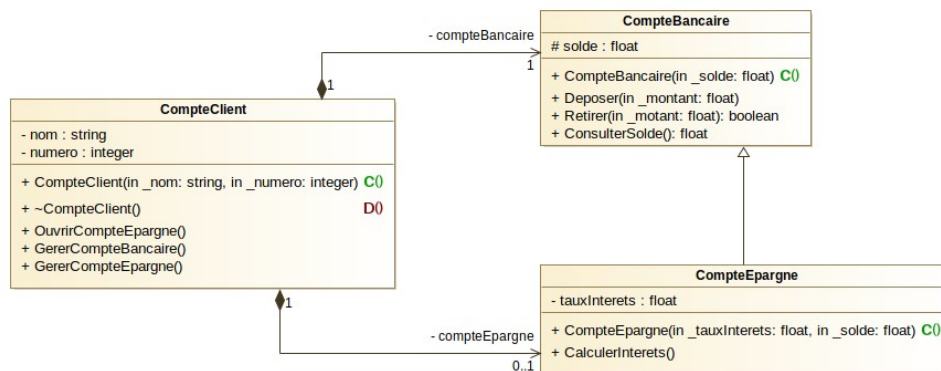 CompteBancaire
# solde : float
+ CompteBancaire(in _solde: float) C()
+ Deposer(in _montant: float)
+ Retirer(in _motant: float): boolean
+ ConsulterSolde(): float
- compteBancaire
1
1
CompteClient
- nom : string
- numero : integer
+ CompteClient(in _nom: string, in _numero: integer) C()
+ ~CompteClient() D()
+ OuvrirCompteEpargne()
+ GererCompteBancaire()
+ GererCompteEpargne()
1
- compteEpargne
0..1
CompteEpargne
- tauxInterets : float
+ CompteEpargne(in _tauxInterets: float, in _solde: float) C()
+ CalculerInterets()